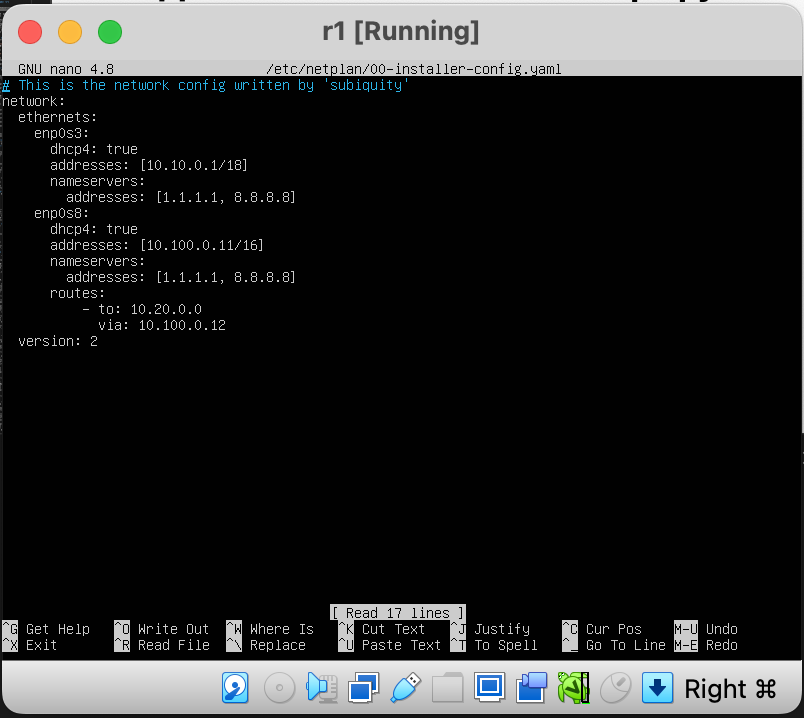 r1 [Running]
GNU nano 4.8 /etc/netplan/00-installer-config.yaml
# This is the network config written by 'subiquity'
network:
  ethernets:
    enp0s3:
      dhcp4: true
      addresses: [10.10.0.1/18]
      nameservers:
        addresses: [1.1.1.1, 8.8.8.8]
    enp0s8:
      dhcp4: true
      addresses: [10.100.0.11/16]
      nameservers:
        addresses: [1.1.1.1, 8.8.8.8]
      routes:
          - to: 10.20.0.0
            via: 10.100.0.12
  version: 2
[ Read 17 lines ]
^G Get Help ^O Write Out ^W Where Is ^K Cut Text ^J Justify ^C Cur Pos M-U Undo
^X Exit ^R Read File ^\ Replace ^U Paste Text ^T To Spell ^_ Go To Line M-E Redo
Right ⌘